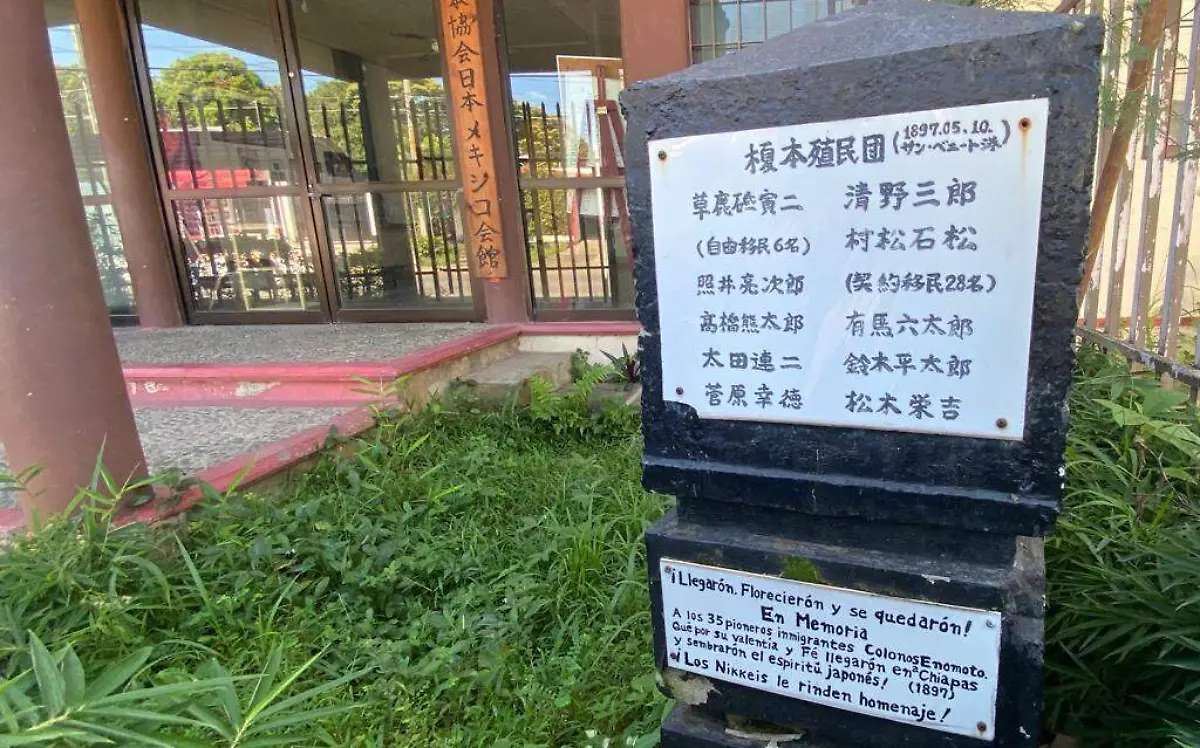 協会日本メキシコ会館
榎本殖民団 (1897.05.10. サン・ベニート港)
草鹿砥寅二 清野三郎
(自由移民6名) 村松石松
照井亮次郎 (契約移民28名)
高橋熊太郎 有馬六太郎
太田連二 鈴木平太郎
菅原幸徳 松木栄吉
¡Llegarón, Florecierón y se quedarón!
En Memoria
A los 35 pioneros inmigrantes Colonos Enomoto.
Qué por su valentía y Fé llegarón en a Chiapas
y sembrarón el espiritú japonés! (1897)
¡Los Nikkeis le rinden homenaje!